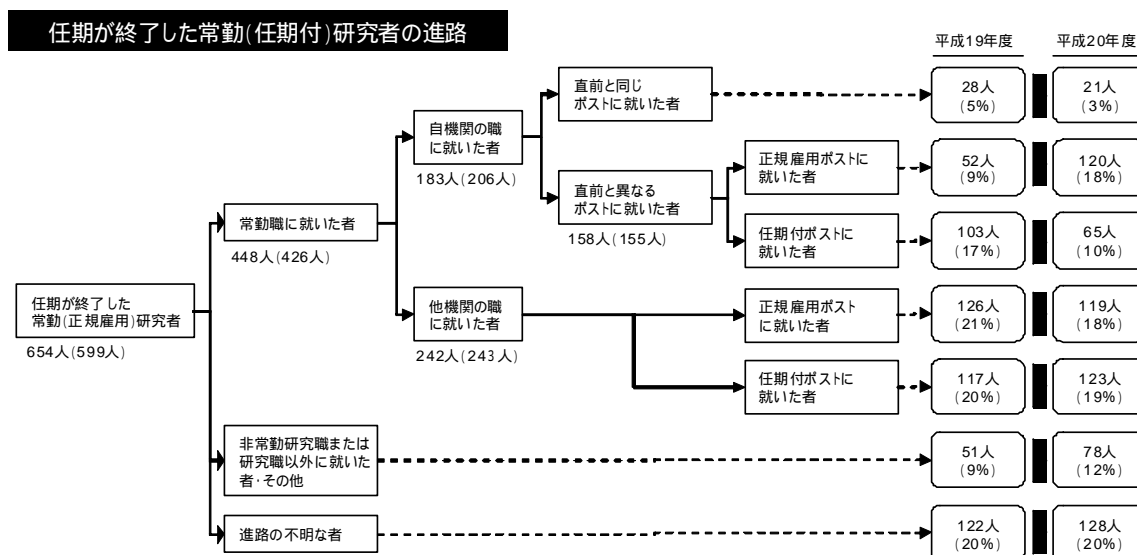 任期が終了した常勤(任期付)研究者の進路
平成19年度
平成20年度
直前と同じ
ポストに就いた者
28人
(5%)
21人
(3%)
自機関の職
に就いた者
183人(206人)
正規雇用ポストに
就いた者
52人
(9%)
120人
(18%)
直前と異なる
ポストに就いた者
158人(155人)
常勤職に就いた者
448人(426人)
任期付ポストに
就いた者
103人
(17%)
65人
(10%)
任期が終了した
常勤(正規雇用)研究者
654人(599人)
他機関の職
に就いた者
242人(243人)
正規雇用ポスト
に就いた者
126人
(21%)
119人
(18%)
任期付ポストに
就いた者
117人
(20%)
123人
(19%)
非常勤研究職または
研究職以外に就いた
者・その他
51人
(9%)
78人
(12%)
進路の不明な者
122人
(20%)
128人
(20%)